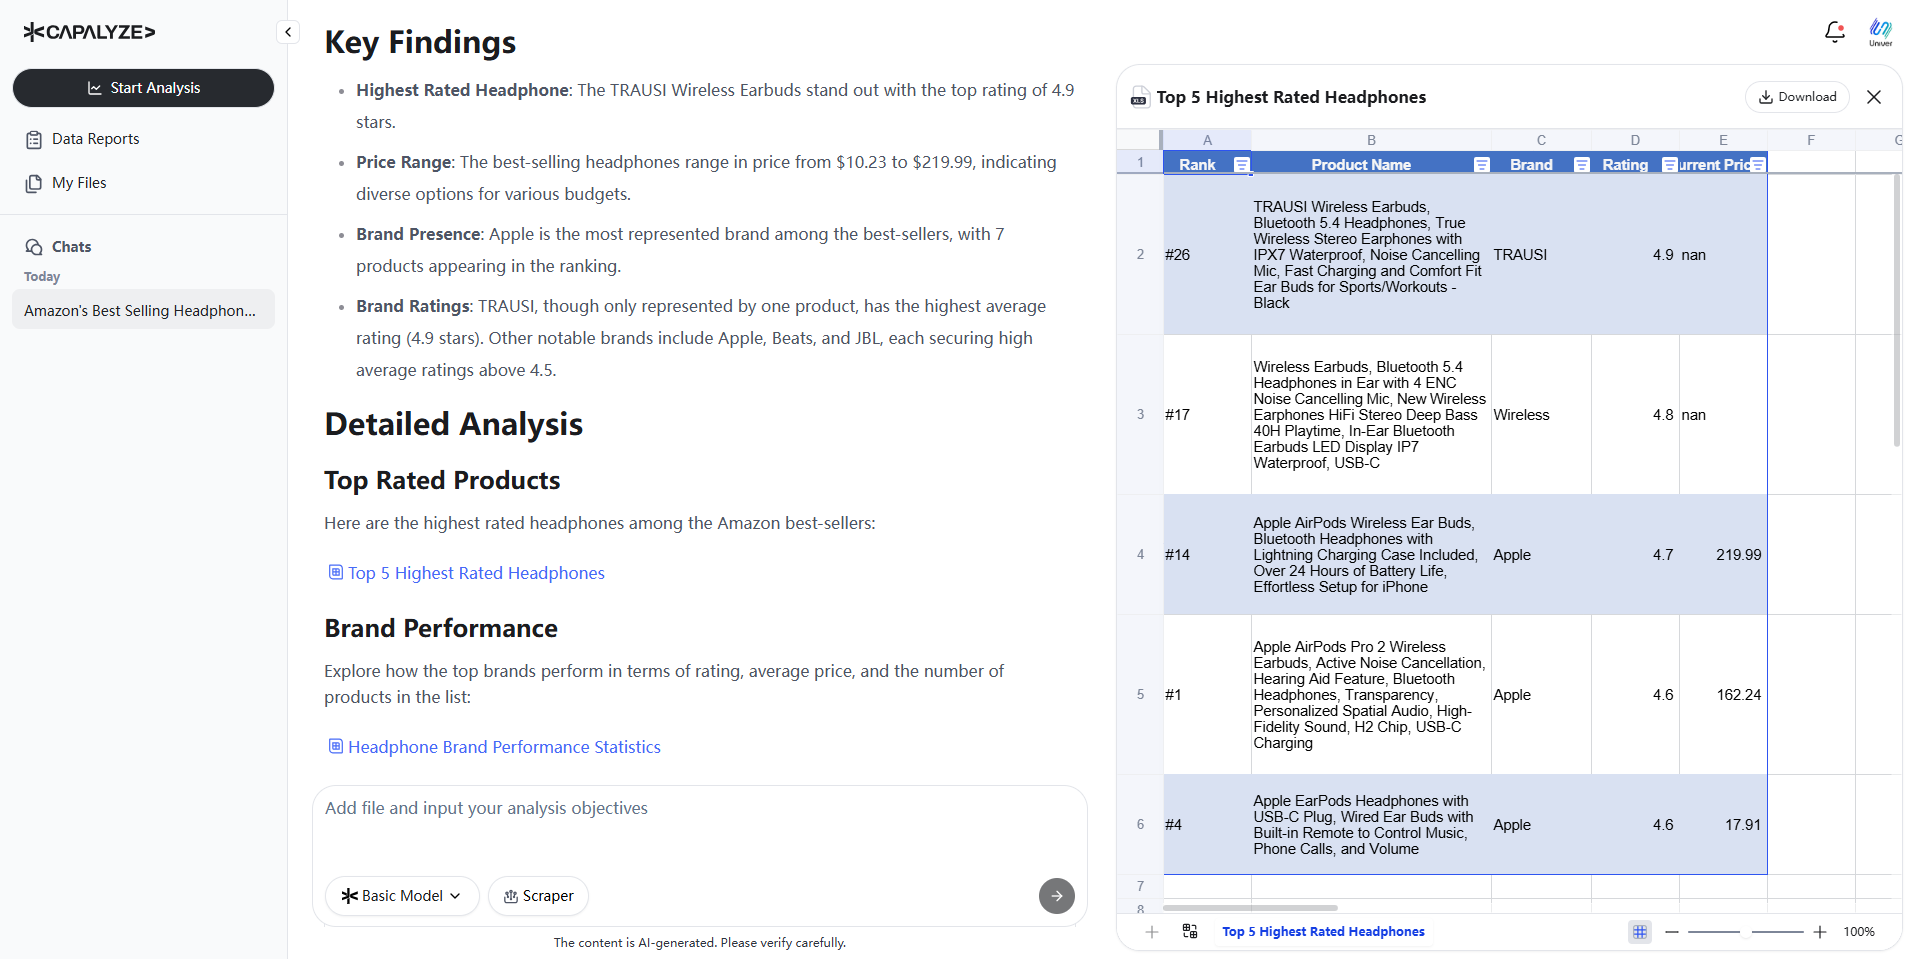 CAPALYZE
Start Analysis
Data Reports
My Files
Chats
Today
Amazon's Best Selling Headphon...
Key Findings
Highest Rated Headphone: The TRAUSI Wireless Earbuds stand out with the top rating of 4.9
stars.
Price Range: The best-selling headphones range in price from $10.23 to $219.99, indicating
diverse options for various budgets.
Brand Presence: Apple is the most represented brand among the best-sellers, with 7
products appearing in the ranking.
Brand Ratings: TRAUSI, though only represented by one product, has the highest average
rating (4.9 stars). Other notable brands include Apple, Beats, and JBL, each securing high
average ratings above 4.5.
Detailed Analysis
Top Rated Products
Here are the highest rated headphones among the Amazon best-sellers:
Top 5 Highest Rated Headphones
Brand Performance
Explore how the top brands perform in terms of rating, average price, and the number of
products in the list:
Headphone Brand Performance Statistics
Add file and input your analysis objectives
Basic Model
Scraper
The content is AI-generated. Please verify carefully.
Univer
XLS
Top 5 Highest Rated Headphones
Download
A B C D E F G
1 Rank Product Name Brand Rating urrent Pric
2 #26
TRAUSI Wireless Earbuds,
Bluetooth 5.4 Headphones, True
Wireless Stereo Earphones with
IPX7 Waterproof, Noise Cancelling
Mic, Fast Charging and Comfort Fit
Ear Buds for Sports/Workouts -
Black
TRAUSI 4.9 nan
3 #17
Wireless Earbuds, Bluetooth 5.4
Headphones in Ear with 4 ENC
Noise Cancelling Mic, New Wireless
Earphones HiFi Stereo Deep Bass
40H Playtime, In-Ear Bluetooth
Earbuds LED Display IP7
Waterproof, USB-C
Wireless 4.8 nan
4 #14
Apple AirPods Wireless Ear Buds,
Bluetooth Headphones with
Lightning Charging Case Included,
Over 24 Hours of Battery Life,
Effortless Setup for iPhone
Apple 4.7 219.99
5 #1
Apple AirPods Pro 2 Wireless
Earbuds, Active Noise Cancellation,
Hearing Aid Feature, Bluetooth
Headphones, Transparency,
Personalized Spatial Audio, High-
Fidelity Sound, H2 Chip, USB-C
Charging
Apple 4.6 162.24
6 #4
Apple EarPods Headphones with
USB-C Plug, Wired Ear Buds with
Built-in Remote to Control Music,
Phone Calls, and Volume
Apple 4.6 17.91
7
8
Top 5 Highest Rated Headphones
100%